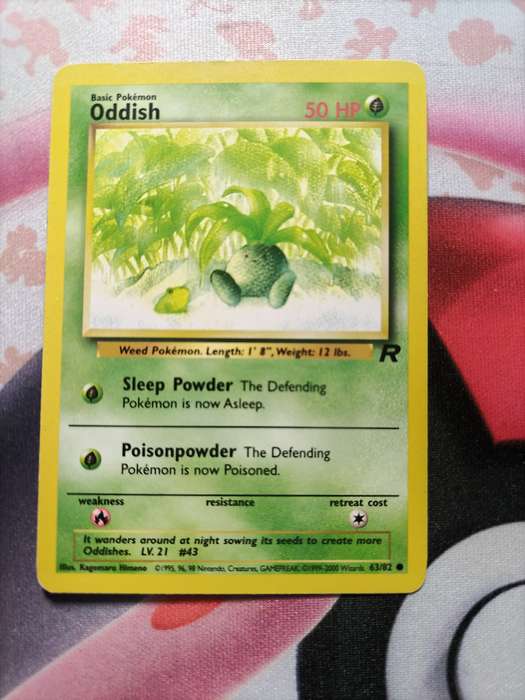 Basic Pokémon
Oddish
50 HP
Weed Pokémon. Length: 1' 8", Weight: 12 lbs.
R
Sleep Powder The Defending
Pokémon is now Asleep.
Poisonpowder The Defending
Pokémon is now Poisoned.
weakness resistance retreat cost
It wanders around at night sowing its seeds to create more
Oddishes. LV. 21 #43
Illus. Kagemaru Himeno ©1995, 96, 98 Nintendo, Creatures, GAMEFREAK. ©1999-2000 Wizards. 63/82